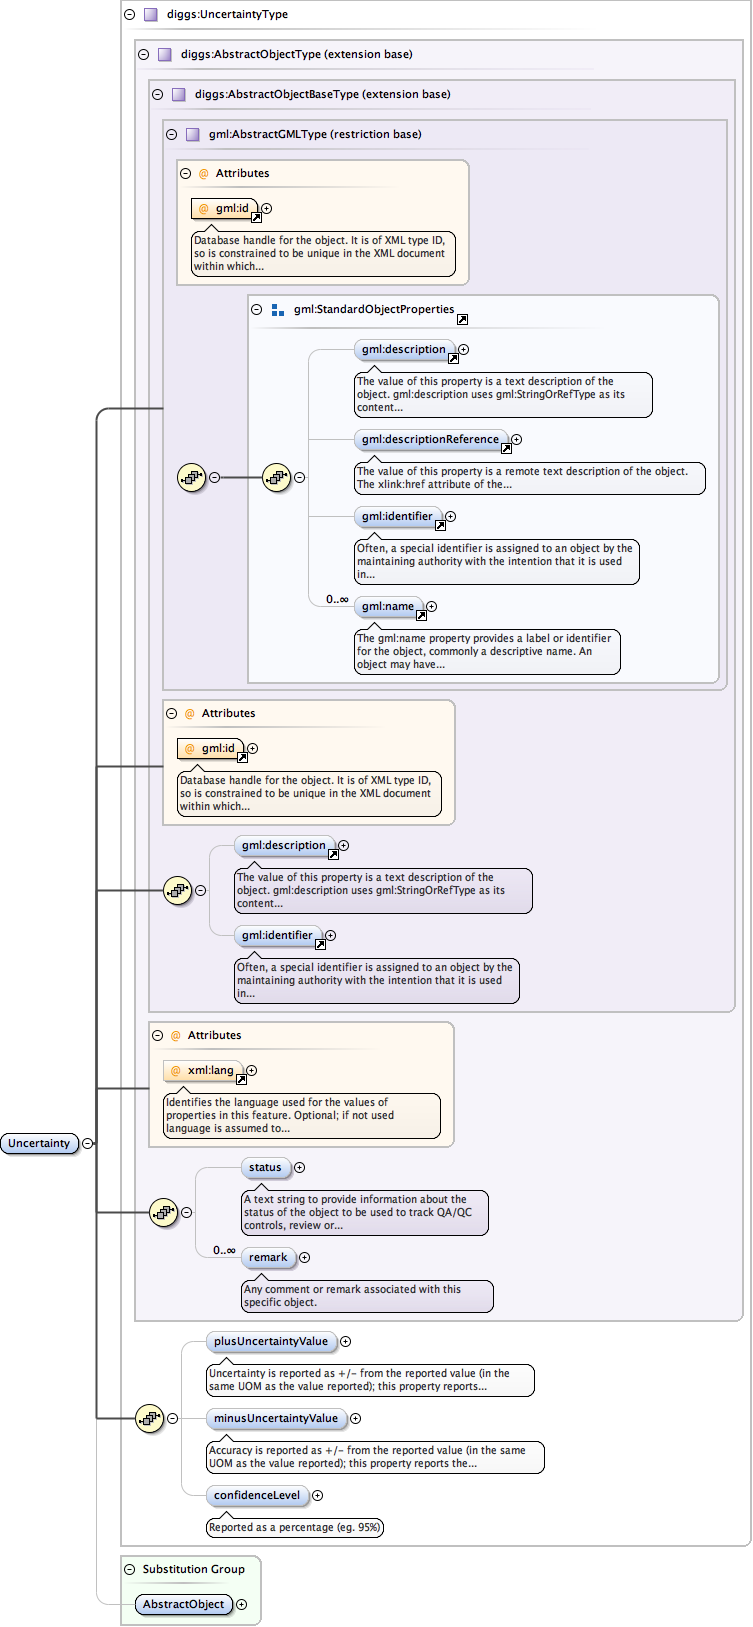 diggs:UncertaintyType
diggs:AbstractObjectType (extension base)
diggs:AbstractObjectBaseType (extension base)
gml:AbstractGMLType (restriction base)
@ Attributes
@ gml:id
Database handle for the object. It is of XML type ID,
so is constrained to be unique in the XML document
within which...
gml:StandardObjectProperties
gml:description
The value of this property is a text description of the
object. gml:description uses gml:StringOrRefType as its
content...
gml:descriptionReference
The value of this property is a remote text description of the object.
The xlink:href attribute of the...
gml:identifier
Often, a special identifier is assigned to an object by the
maintaining authority with the intention that it is used
in...
0..∞
gml:name
The gml:name property provides a label or identifier
for the object, commonly a descriptive name. An
object may have...
@ Attributes
@ gml:id
Database handle for the object. It is of XML type ID,
so is constrained to be unique in the XML document
within which...
gml:description
The value of this property is a text description of the
object. gml:description uses gml:StringOrRefType as its
content...
gml:identifier
Often, a special identifier is assigned to an object by the
maintaining authority with the intention that it is used
in...
@ Attributes
@ xml:lang
Identifies the language used for the values of
properties in this feature. Optional; if not used
language is assumed to...
Uncertainty
status
A text string to provide information about the
status of the object to be used to track QA/QC
controls, review or...
0..∞
remark
Any comment or remark associated with this
specific object.
plusUncertaintyValue
Uncertainty is reported as +/- from the reported value (in the
same UOM as the value reported); this property reports...
minusUncertaintyValue
Accuracy is reported as +/- from the reported value (in the same
UOM as the value reported); this property reports the...
confidenceLevel
Reported as a percentage (eg. 95%)
Substitution Group
AbstractObject